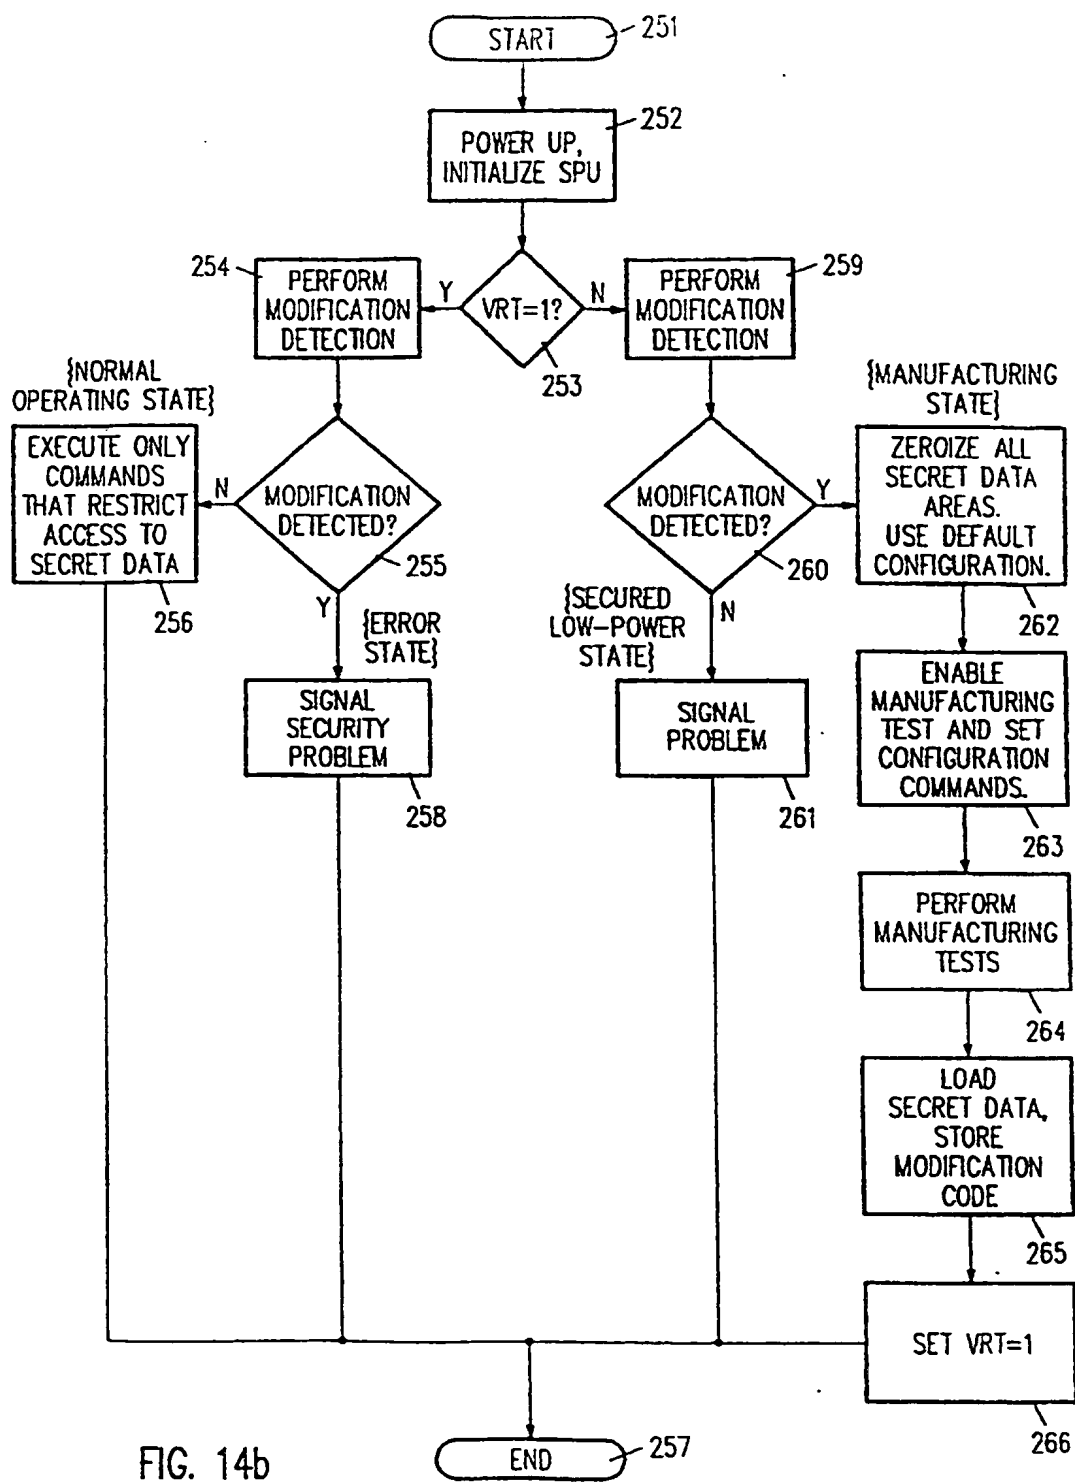 START
251
POWER UP,
INITIALIZE SPU
252
254
PERFORM
MODIFICATION
DETECTION
Y
VRT=1?
253
N
PERFORM
MODIFICATION
DETECTION
259
{NORMAL
OPERATING STATE}
EXECUTE ONLY
COMMANDS
THAT RESTRICT
ACCESS TO
SECRET DATA
256
N
MODIFICATION
DETECTED?
255
Y
{ERROR
STATE}
SIGNAL
SECURITY
PROBLEM
258
MODIFICATION
DETECTED?
260
Y
N
{SECURED
LOW-POWER
STATE}
SIGNAL
PROBLEM
261
{MANUFACTURING
STATE}
ZEROIZE ALL
SECRET DATA
AREAS.
USE DEFAULT
CONFIGURATION.
262
ENABLE
MANUFACTURING
TEST AND SET
CONFIGURATION
COMMANDS.
263
PERFORM
MANUFACTURING
TESTS
264
LOAD
SECRET DATA,
STORE
MODIFICATION
CODE
265
SET VRT=1
266
END
257
FIG. 14b